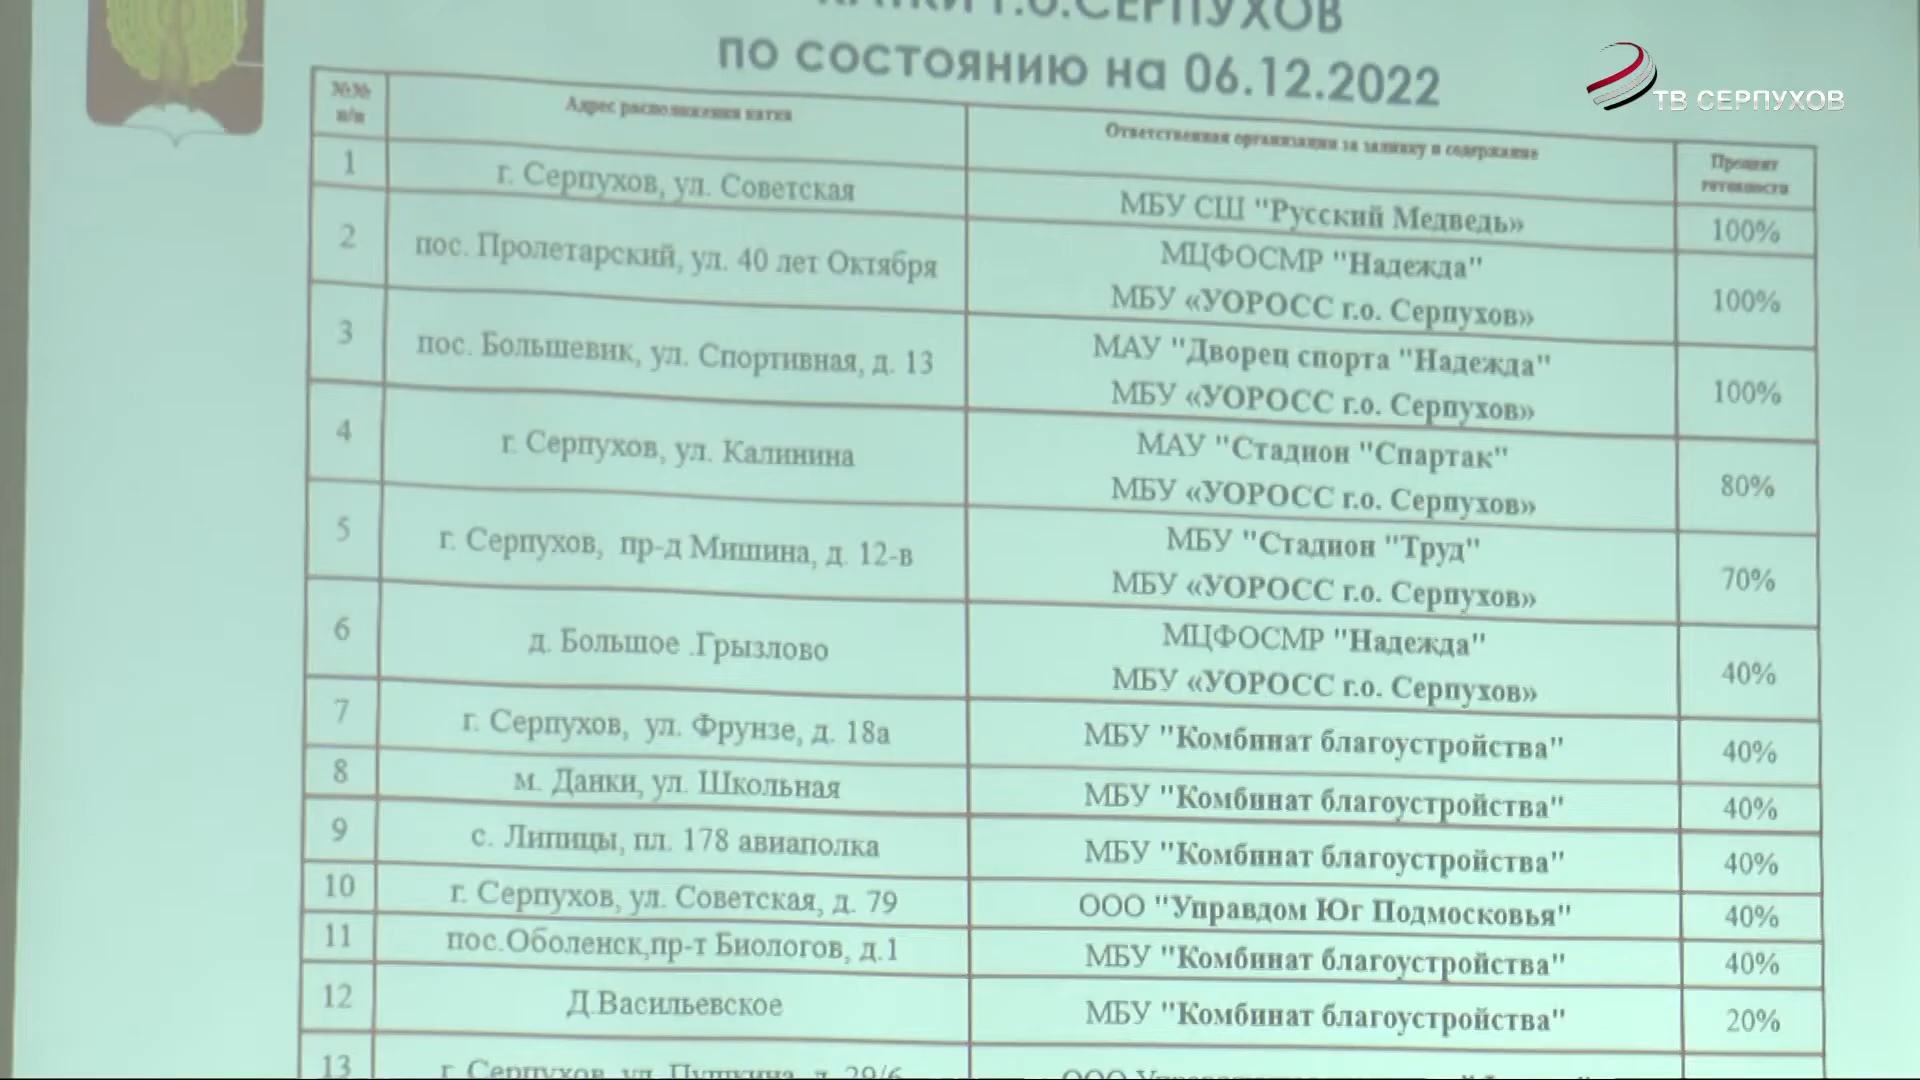 КАТКИ Г.О.СЕРПУХОВ
по состоянию на 06.12.2022
ТВ СЕРПУХОВ
№№ п/п
Адрес расположения катка
Ответственная организация за заливку и содержание
Процент готовности
1 г. Серпухов, ул. Советская МБУ СШ "Русский Медведь» 100%
2 пос. Пролетарский, ул. 40 лет Октября МЦФОСМР "Надежда"
МБУ «УОРОСС г.о. Серпухов» 100%
3 пос. Большевик, ул. Спортивная, д. 13 МАУ "Дворец спорта "Надежда"
МБУ «УОРОСС г.о. Серпухов» 100%
4 г. Серпухов, ул. Калинина МАУ "Стадион "Спартак"
МБУ «УОРОСС г.о. Серпухов» 80%
5 г. Серпухов, пр-д Мишина, д. 12-в МБУ "Стадион "Труд"
МБУ «УОРОСС г.о. Серпухов» 70%
6 д. Большое .Грызлово МЦФОСМР "Надежда"
МБУ «УОРОСС г.о. Серпухов» 40%
7 г. Серпухов, ул. Фрунзе, д. 18а МБУ "Комбинат благоустройства" 40%
8 м. Данки, ул. Школьная МБУ "Комбинат благоустройства" 40%
9 с. Липицы, пл. 178 авиаполка МБУ "Комбинат благоустройства" 40%
10 г. Серпухов, ул. Советская, д. 79 ООО "Управдом Юг Подмосковья" 40%
11 пос.Оболенск,пр-т Биологов, д.1 МБУ "Комбинат благоустройства" 40%
12 Д.Васильевское МБУ "Комбинат благоустройства" 20%
13 г. Серпухов, ул. Пушкина, д. 29/6 ООО